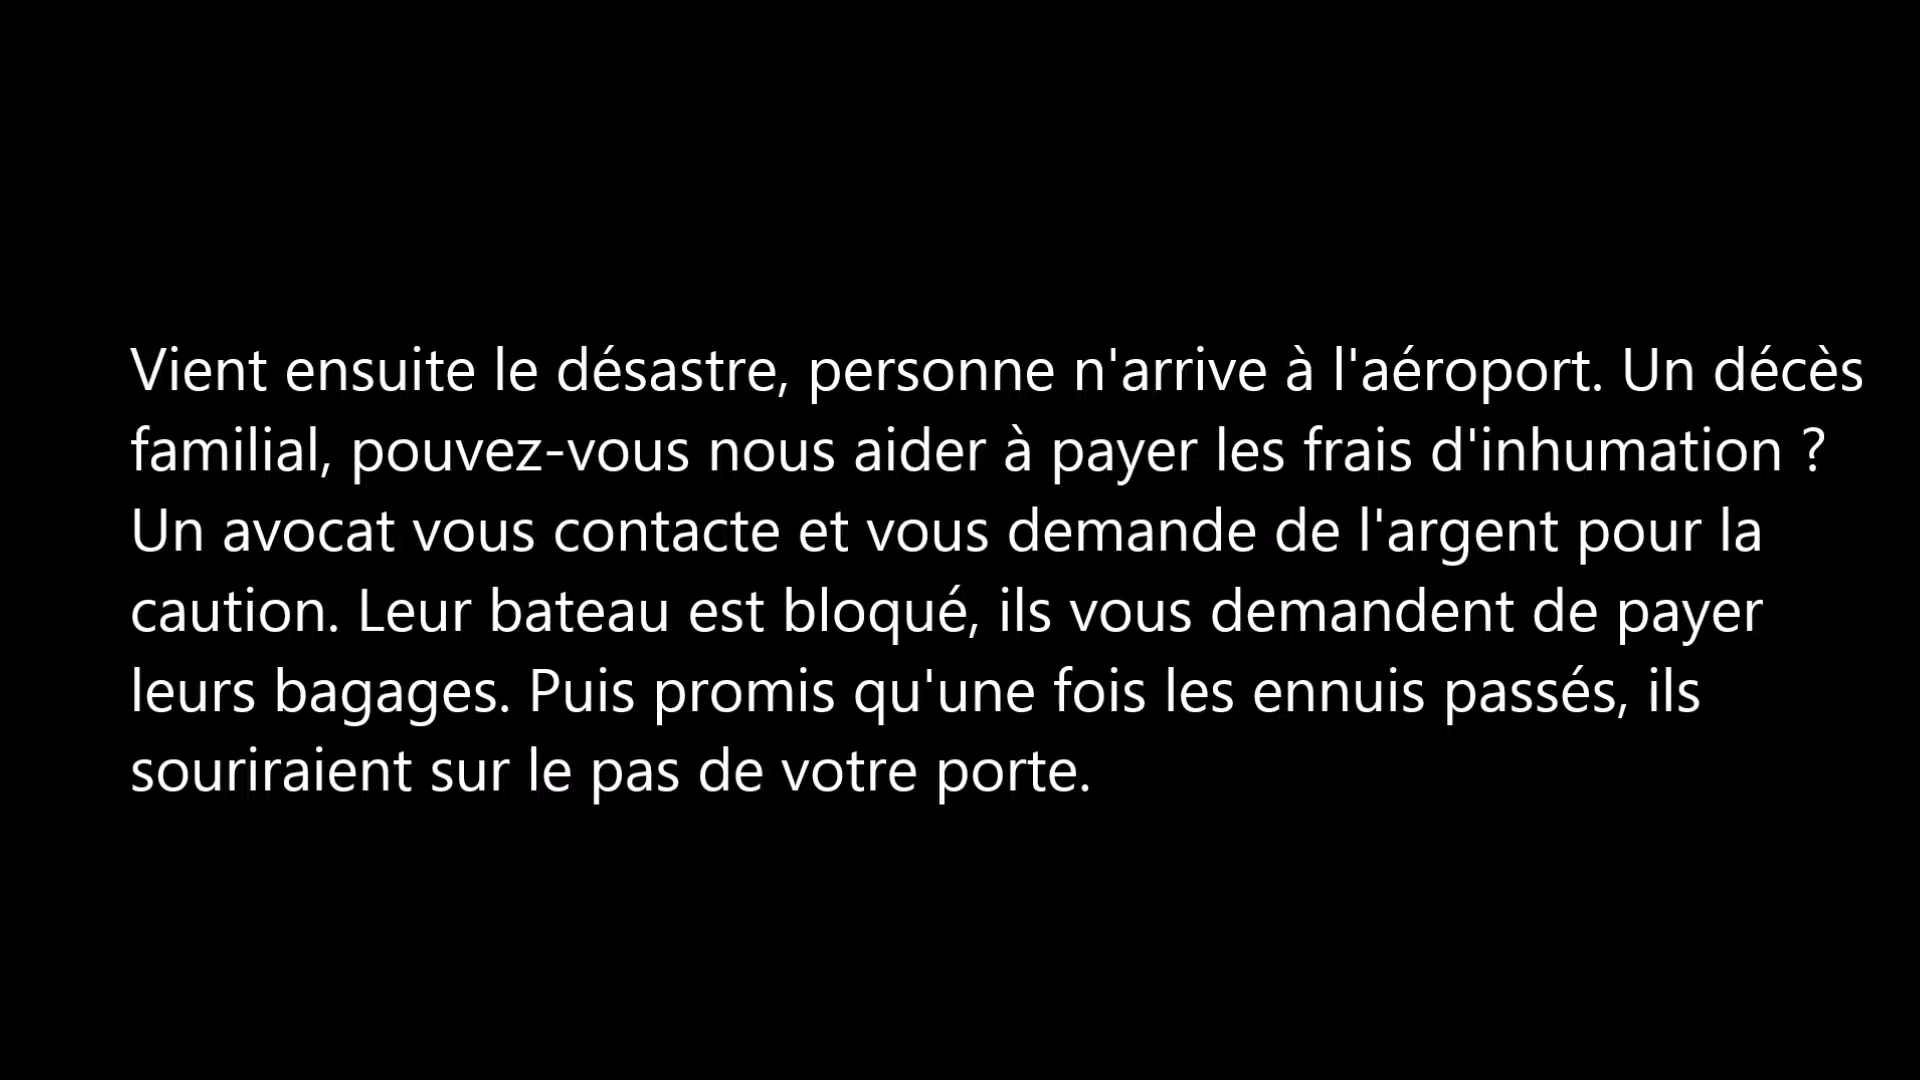 Vient ensuite le désastre, personne n'arrive à l'aéroport. Un décès
familial, pouvez-vous nous aider à payer les frais d'inhumation ?
Un avocat vous contacte et vous demande de l'argent pour la
caution. Leur bateau est bloqué, ils vous demandent de payer
leurs bagages. Puis promis qu'une fois les ennuis passés, ils
souriraient sur le pas de votre porte.